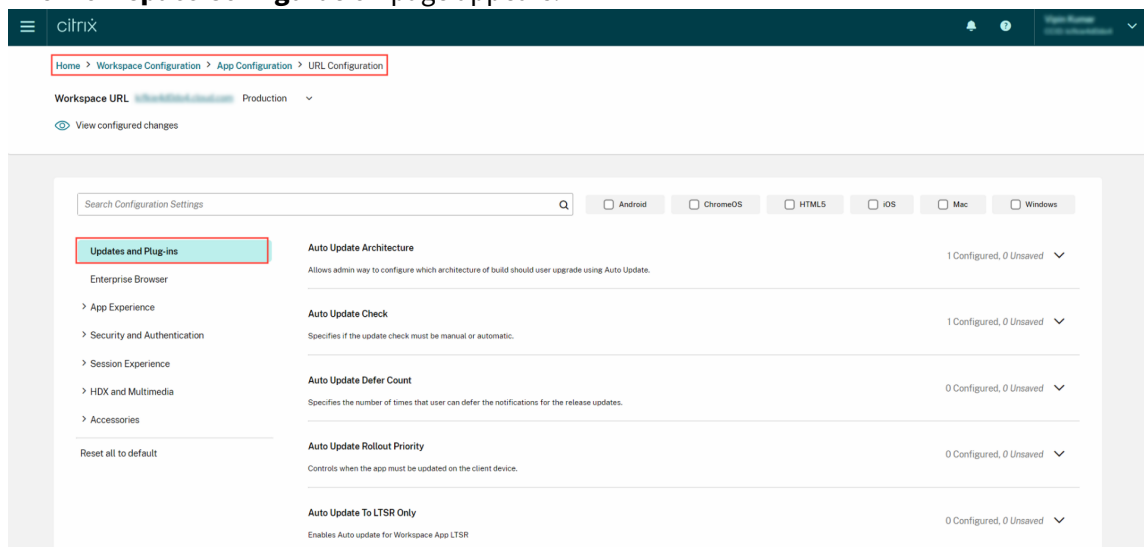 citrix
Home > Workspace Configuration > App Configuration > URL Configuration
Workspace URL Production
View configured changes
Search Configuration Settings
Android ChromeOS HTML5 iOS Mac Windows
Updates and Plug-ins
Enterprise Browser
> App Experience
> Security and Authentication
> Session Experience
> HDX and Multimedia
> Accessories
Reset all to default
Auto Update Architecture
1 Configured, 0 Unsaved
Allows admin way to configure which architecture of build should user upgrade using Auto Update.
Auto Update Check
1 Configured, 0 Unsaved
Specifies if the update check must be manual or automatic.
Auto Update Defer Count
0 Configured, 0 Unsaved
Specifies the number of times that user can defer the notifications for the release updates.
Auto Update Rollout Priority
0 Configured, 0 Unsaved
Controls when the app must be updated on the client device.
Auto Update To LTSR Only
0 Configured, 0 Unsaved
Enables Auto update for Workspace App LTSR